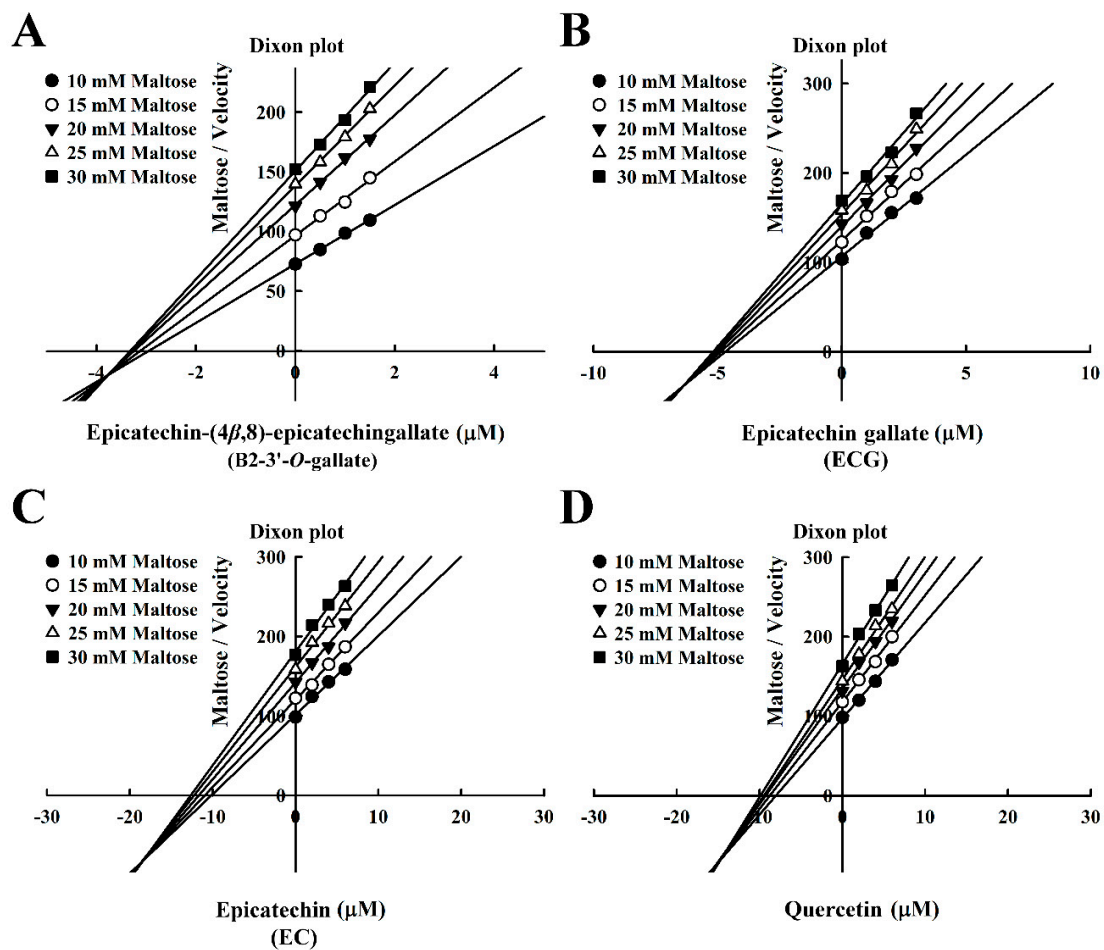 A
Dixon plot
10 mM Maltose
15 mM Maltose
20 mM Maltose
25 mM Maltose
30 mM Maltose
Maltose / Velocity
200
150
100
50
0
-4
-2
0
2
4
Epicatechin-(4β,8)-epicatechingallate (μM)
(B2-3'-O-gallate)
B
Dixon plot
10 mM Maltose
15 mM Maltose
20 mM Maltose
25 mM Maltose
30 mM Maltose
Maltose / Velocity
300
200
100
0
-10
-5
0
5
10
Epicatechin gallate (μM)
(ECG)
C
Dixon plot
10 mM Maltose
15 mM Maltose
20 mM Maltose
25 mM Maltose
30 mM Maltose
Maltose / Velocity
300
200
100
0
-30
-20
-10
0
10
20
30
Epicatechin (μM)
(EC)
D
Dixon plot
10 mM Maltose
15 mM Maltose
20 mM Maltose
25 mM Maltose
30 mM Maltose
Maltose / Velocity
300
200
100
0
-30
-20
-10
0
10
20
30
Quercetin (μM)